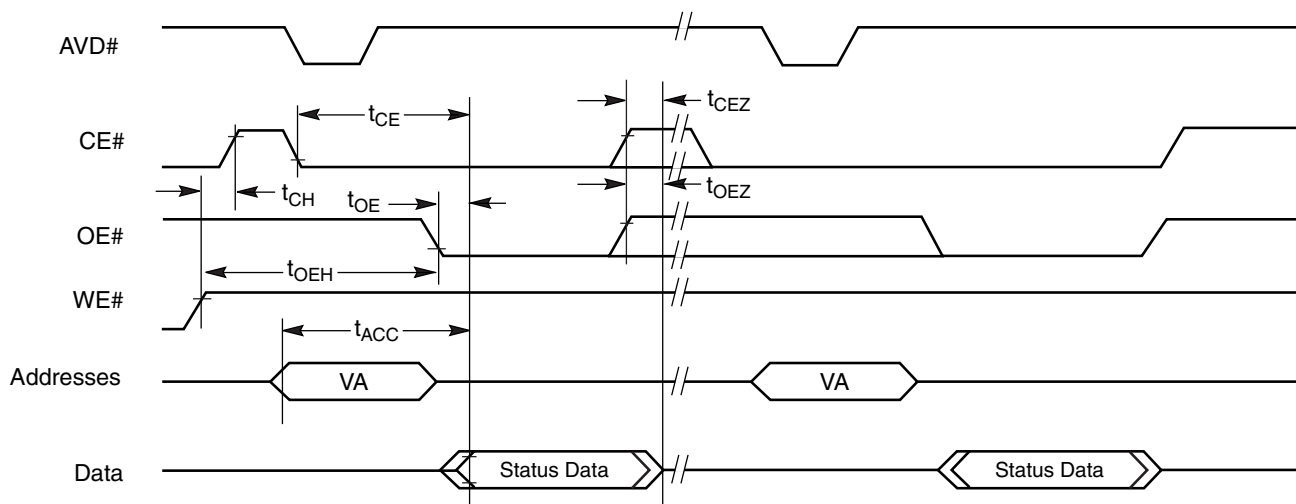 AVD#
tCEZ
tCE
CE#
tCH
tOE
tOEZ
OE#
tOEH
WE#
tACC
Addresses
VA
VA
Data
Status Data
Status Data